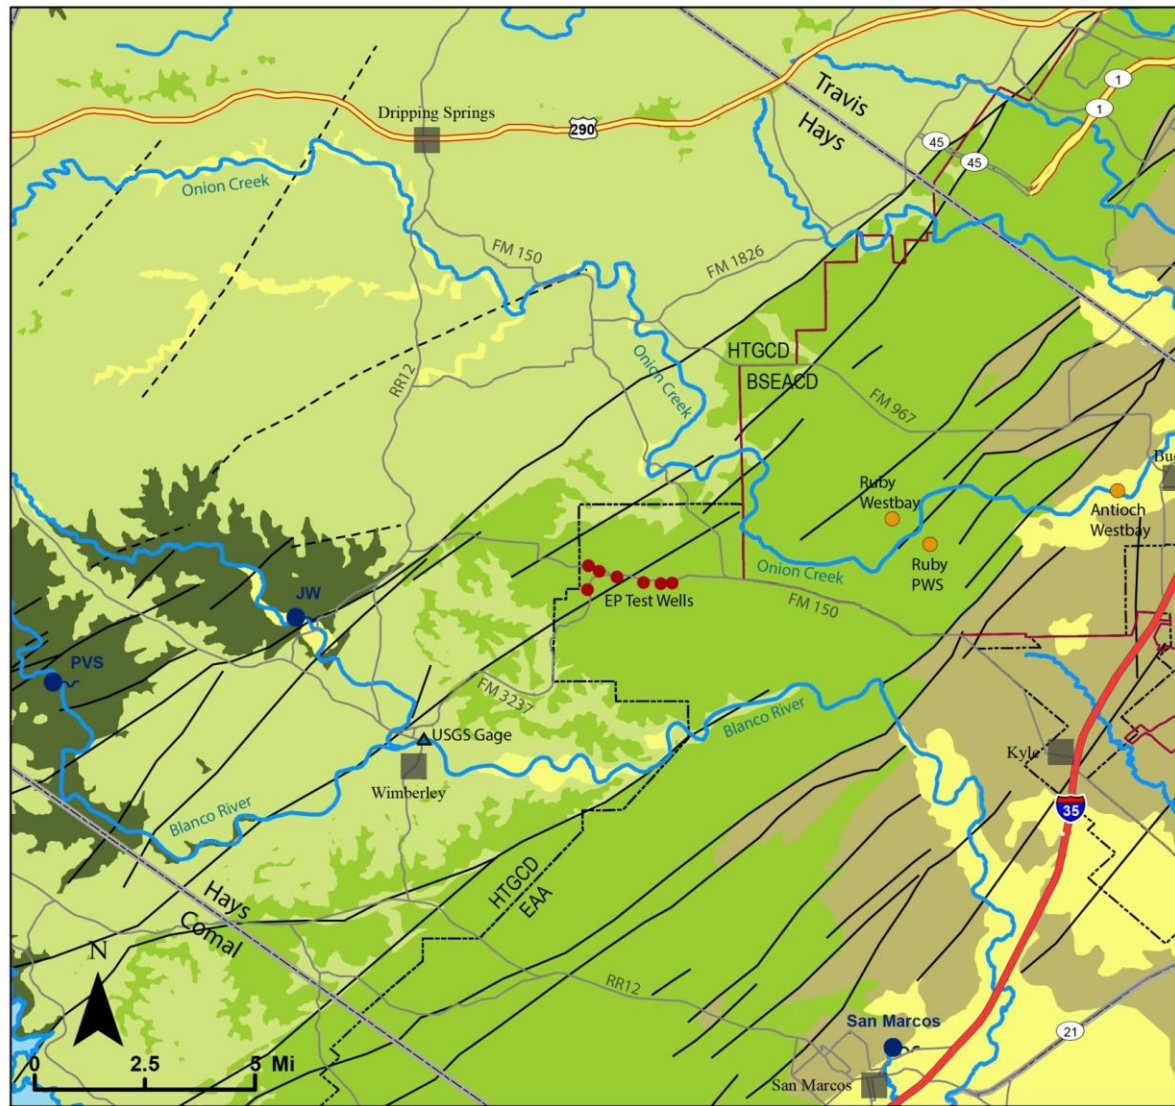 Travis
Hays
1
1
Dripping Springs
290
45
45
Onion Creek
FM 150
FM 1826
RR12
Onion Creek
HTGCD
BSEACD
FM 967
Ruby
Westbay
Antioch
Westbay
Ruby
PWS
Onion Creek
EP Test Wells
FM 150
JW
PVS
FM 3237
USGS Gage
Blanco River
Kyle
Wimberley
Blanco River
35
HTGCD
EAA
Hays
Comal
N
RR12
San Marcos
21
0 2.5 5 Mi
San Marcos